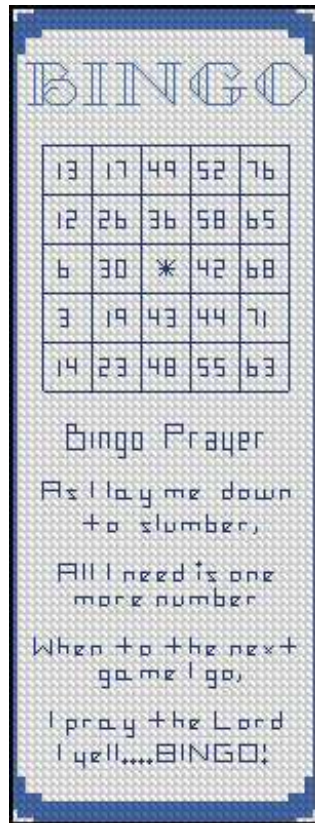 BINGO
13 17 49 52 76
12 26 36 58 65
6 30 * 42 68
3 19 43 44 71
14 23 48 55 63
Bingo Prayer
As I lay me down
to slumber,
All I need is one
more number
When to the next
game I go,
I pray the Lord
I yell....BINGO!